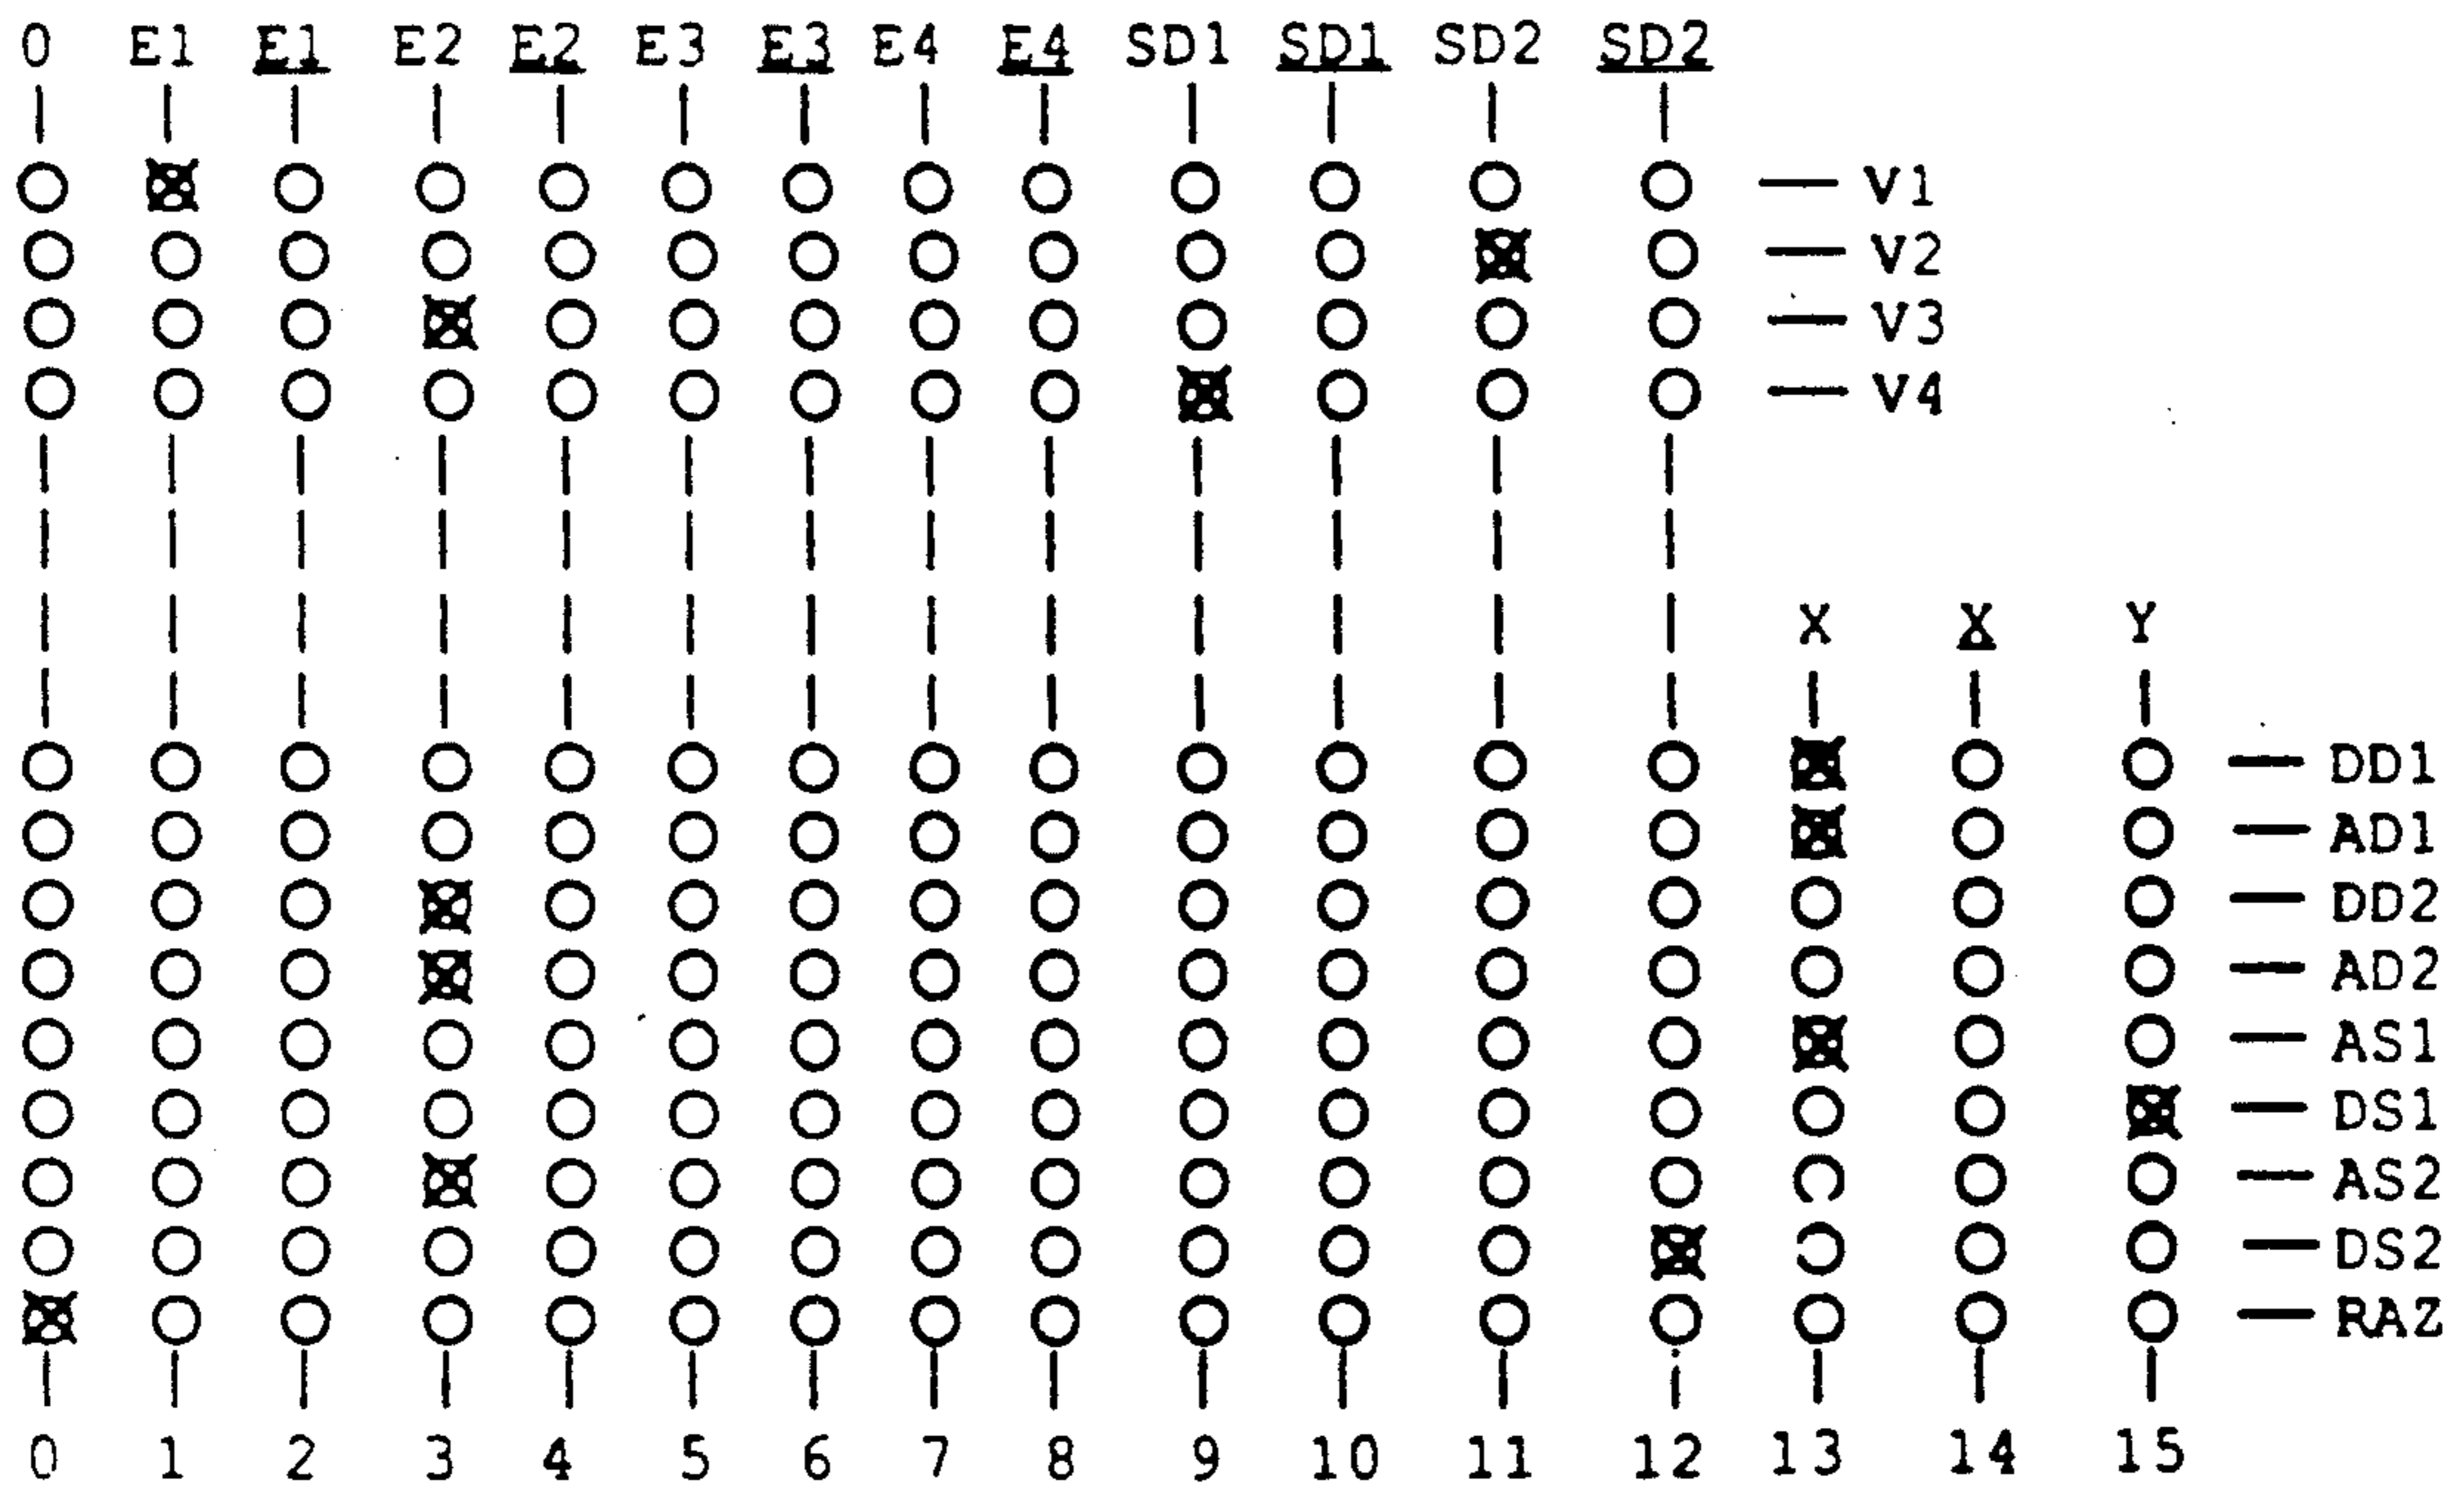 0 E1 E1 E2 E2 E3 E3 E4 E4 SD1 SD1 SD2 SD2
V1
V2
V3
V4
X X Y
DD1
AD1
DD2
AD2
AS1
DS1
AS2
DS2
RAZ
0 1 2 3 4 5 6 7 8 9 10 11 12 13 14 15